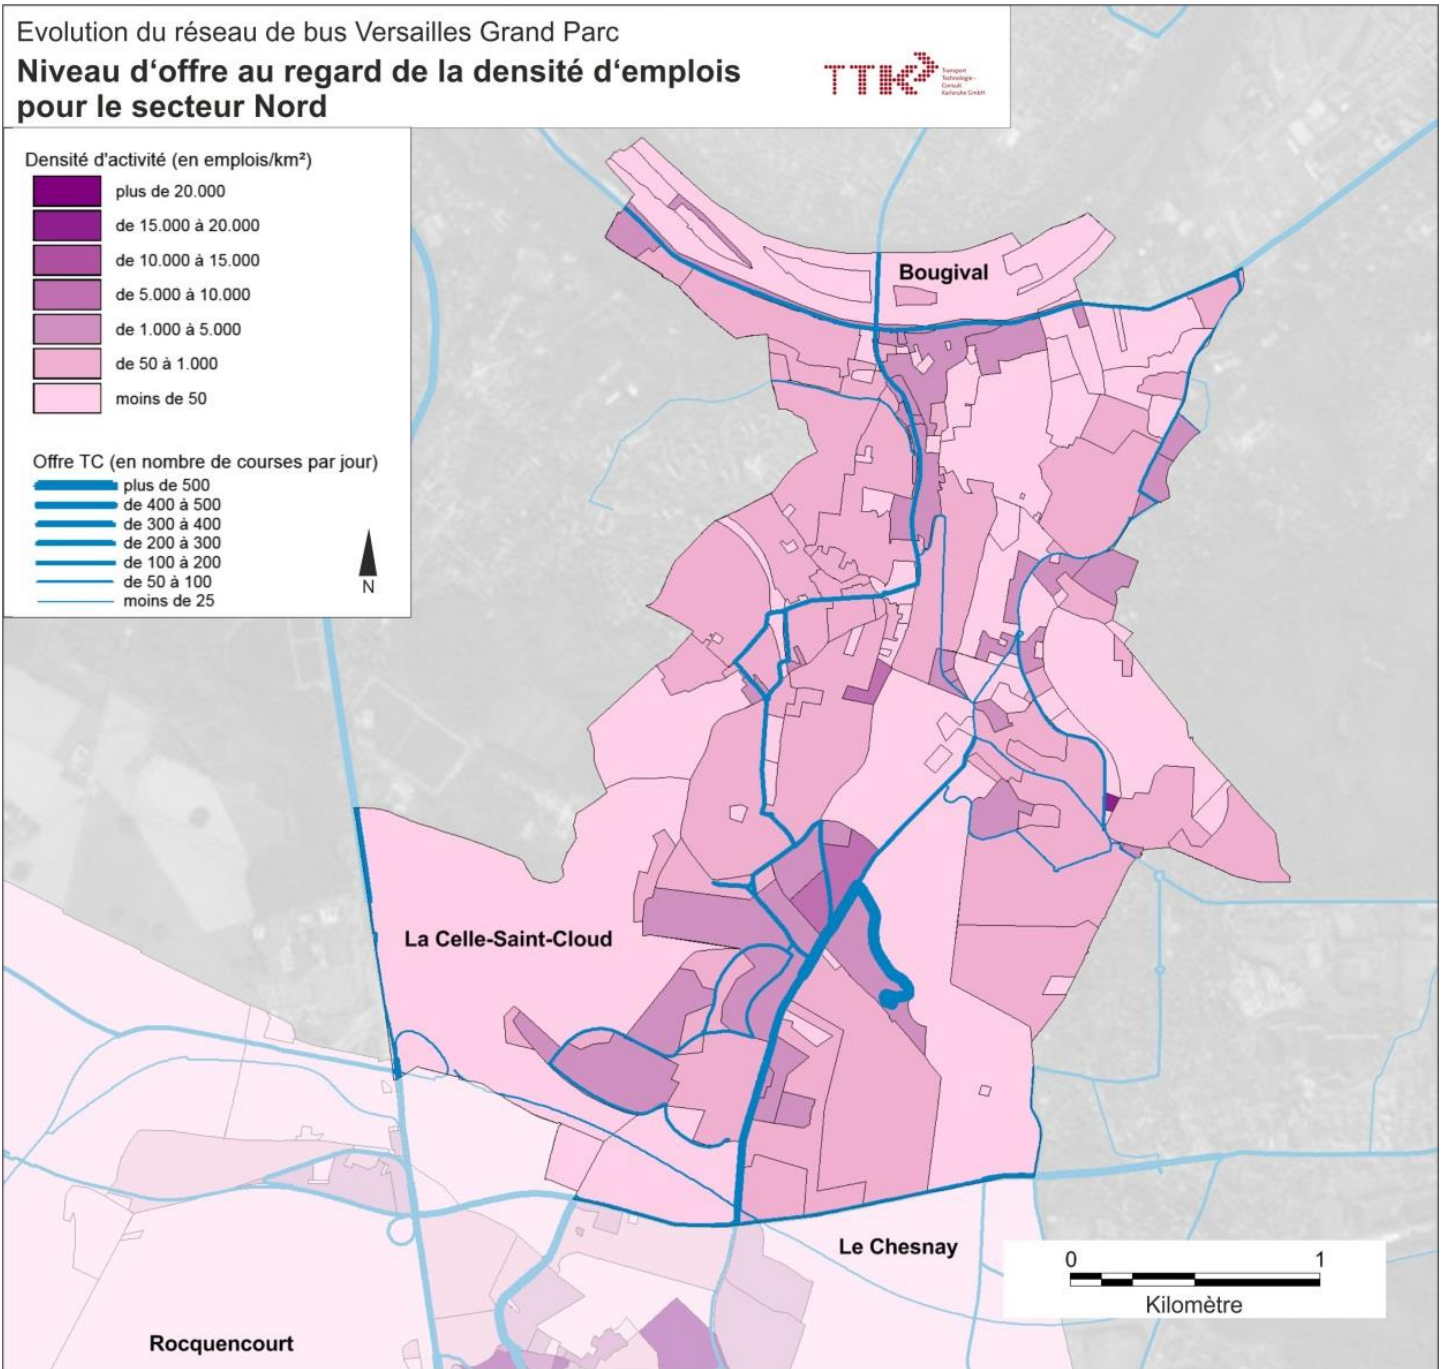 Evolution du réseau de bus Versailles Grand Parc
Niveau d‘offre au regard de la densité d‘emplois
pour le secteur Nord
TTK
Transport
Technologie -
Consult
Karlsruhe GmbH
Densité d'activité (en emplois/km²)
plus de 20.000
de 15.000 à 20.000
de 10.000 à 15.000
de 5.000 à 10.000
de 1.000 à 5.000
de 50 à 1.000
moins de 50
Offre TC (en nombre de courses par jour)
plus de 500
de 400 à 500
de 300 à 400
de 200 à 300
de 100 à 200
de 50 à 100
moins de 25
N
Bougival
La Celle-Saint-Cloud
Le Chesnay
Rocquencourt
0 1
Kilomètre